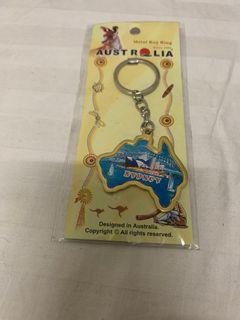 Metal Key Ring
AUSTRALIA
SYDNEY
Designed in Australia.
Copyright © All rights reserved.